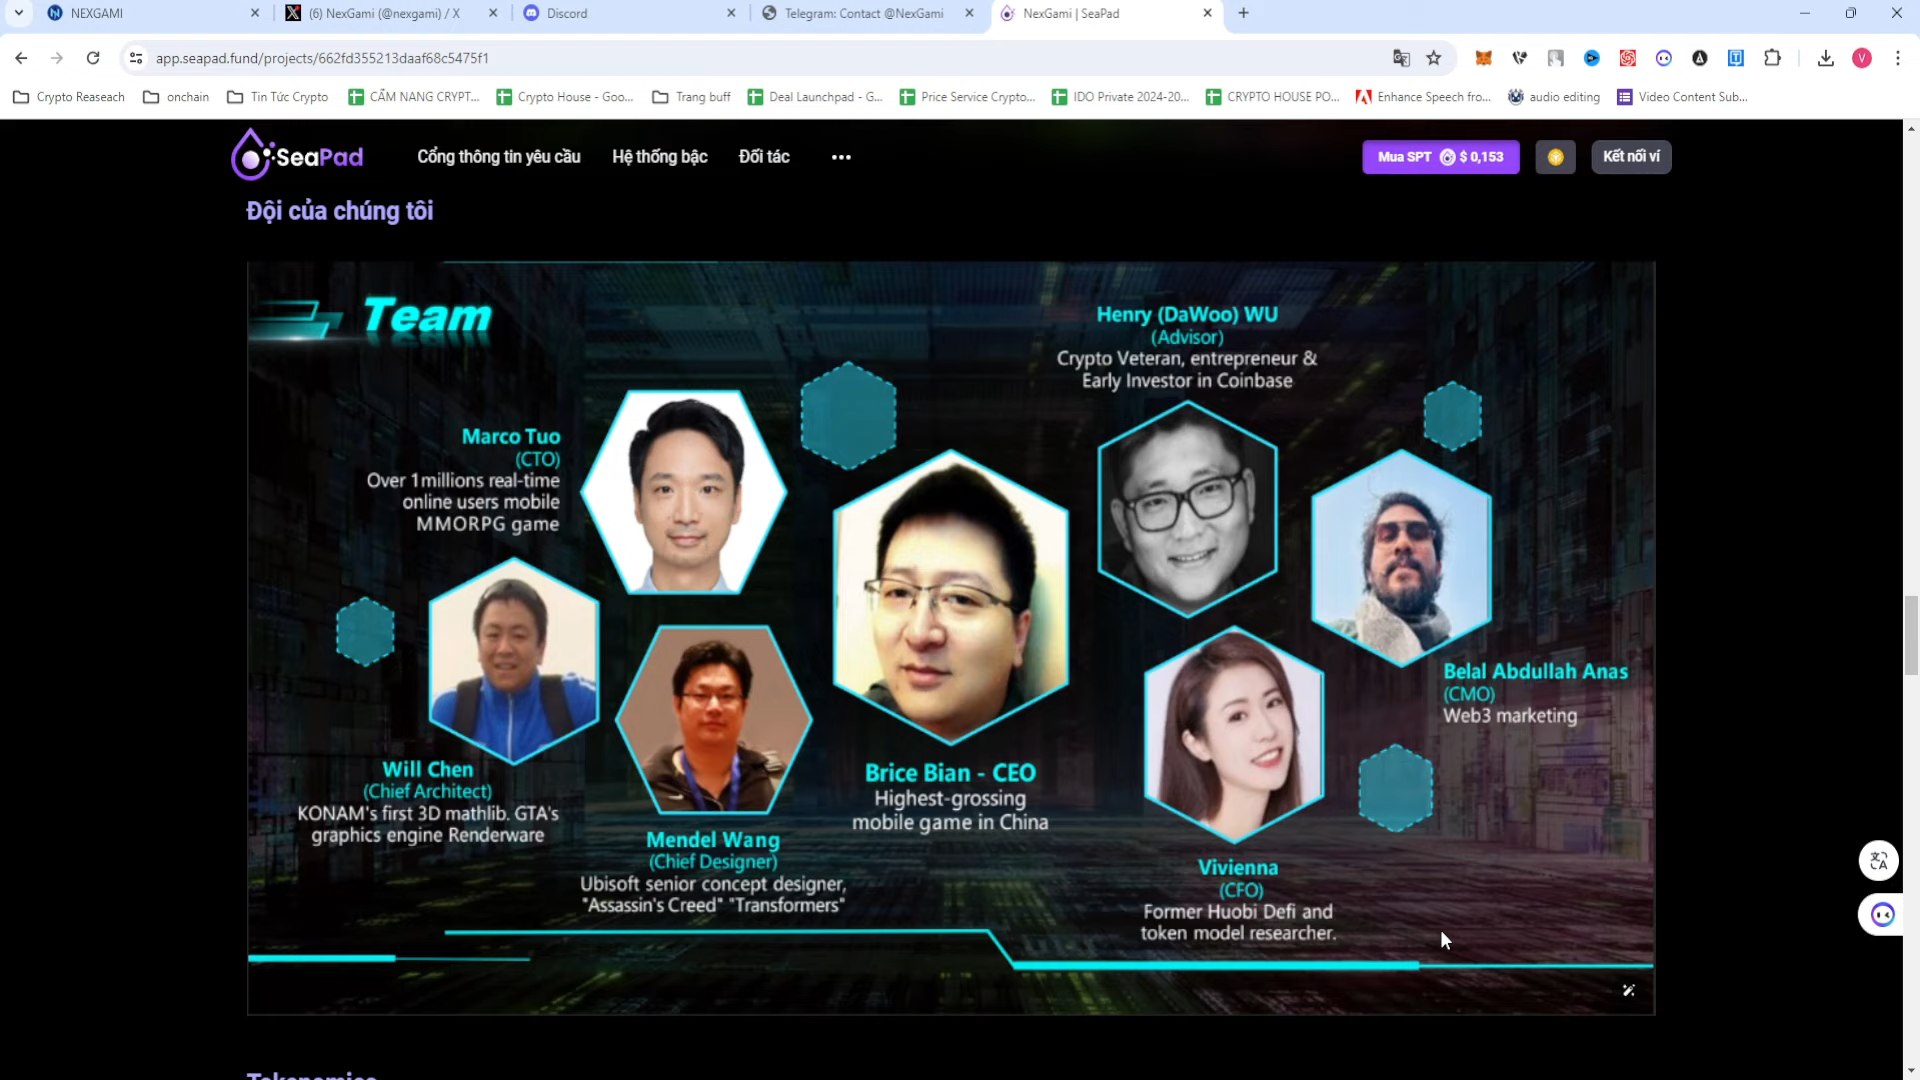 NEXGAMI
(6) NexGami (@nexgami) / X
Discord
Telegram: Contact @NexGami
NexGami | SeaPad
app.seapad.fund/projects/662fd355213daaf68c5475f1
V
Crypto Reaseach
onchain
Tin Tức Crypto
CẨM NANG CRYPT...
Crypto House - Goo...
Trang buff
Deal Launchpad - G...
Price Service Crypto...
IDO Private 2024-20...
CRYPTO HOUSE PO...
Enhance Speech fro...
audio editing
Video Content Sub...
SeaPad
Cổng thông tin yêu cầu
Hệ thống bậc
Đối tác
Mua SPT $ 0,153
Kết nối ví
Đội của chúng tôi
Team
Henry (DaWoo) WU
(Advisor)
Crypto Veteran, entrepreneur &
Early Investor in Coinbase
Marco Tuo
(CTO)
Over 1millions real-time
online users mobile
MMORPG game
Belal Abdullah Anas
(CMO)
Web3 marketing
Will Chen
(Chief Architect)
KONAM's first 3D mathlib. GTA's
graphics engine Renderware
Brice Bian - CEO
Highest-grossing
mobile game in China
Mendel Wang
(Chief Designer)
Ubisoft senior concept designer,
"Assassin's Creed" "Transformers"
Vivienna
(CFO)
Former Huobi Defi and
token model researcher.
Tokenomics